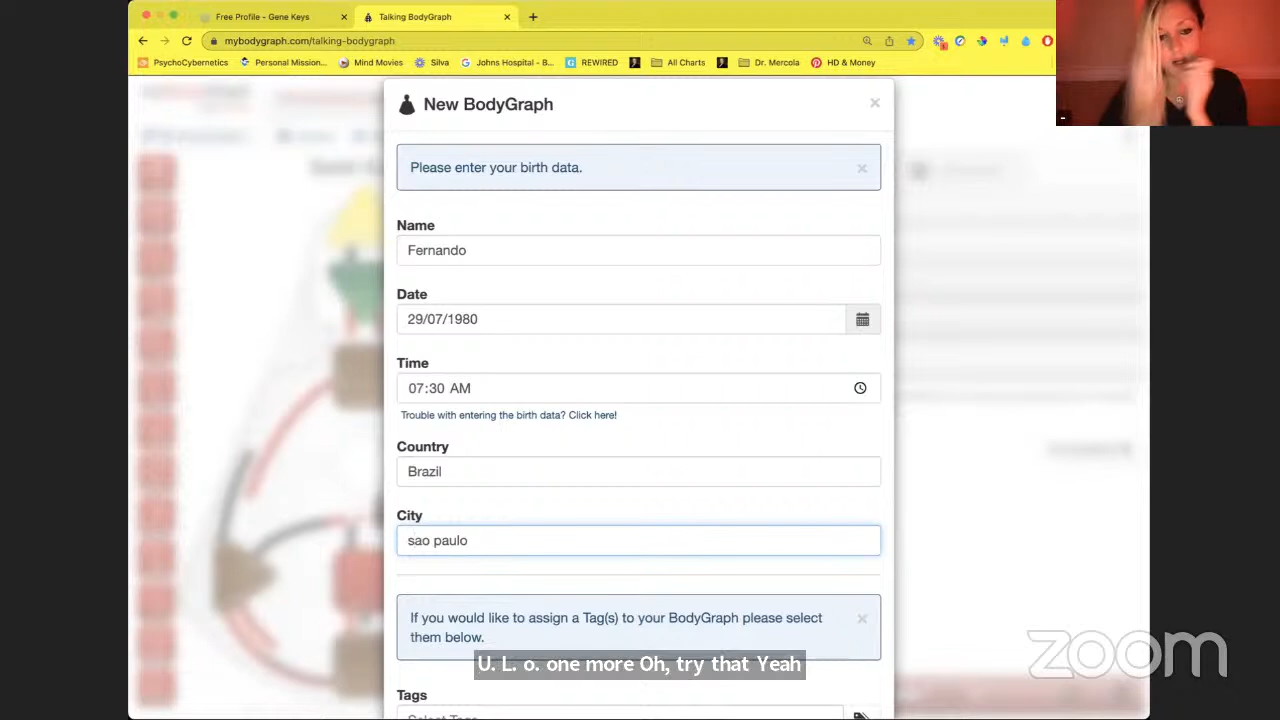 Free Profile - Gene Keys
Talking BodyGraph
mybodygraph.com/talking-bodygraph
PsychoCybernetics
Personal Mission...
Mind Movies
Silva
Johns Hospital - B...
REWIRED
All Charts
Dr. Mercola
HD & Money
New BodyGraph
Please enter your birth data.
Name
Fernando
Date
29/07/1980
Time
07:30 AM
Trouble with entering the birth data? Click here!
Country
Brazil
City
sao paulo
If you would like to assign a Tag(s) to your BodyGraph please select
them below.
U. L. o. one more Oh, try that Yeah
Tags
Select Tags
zoom